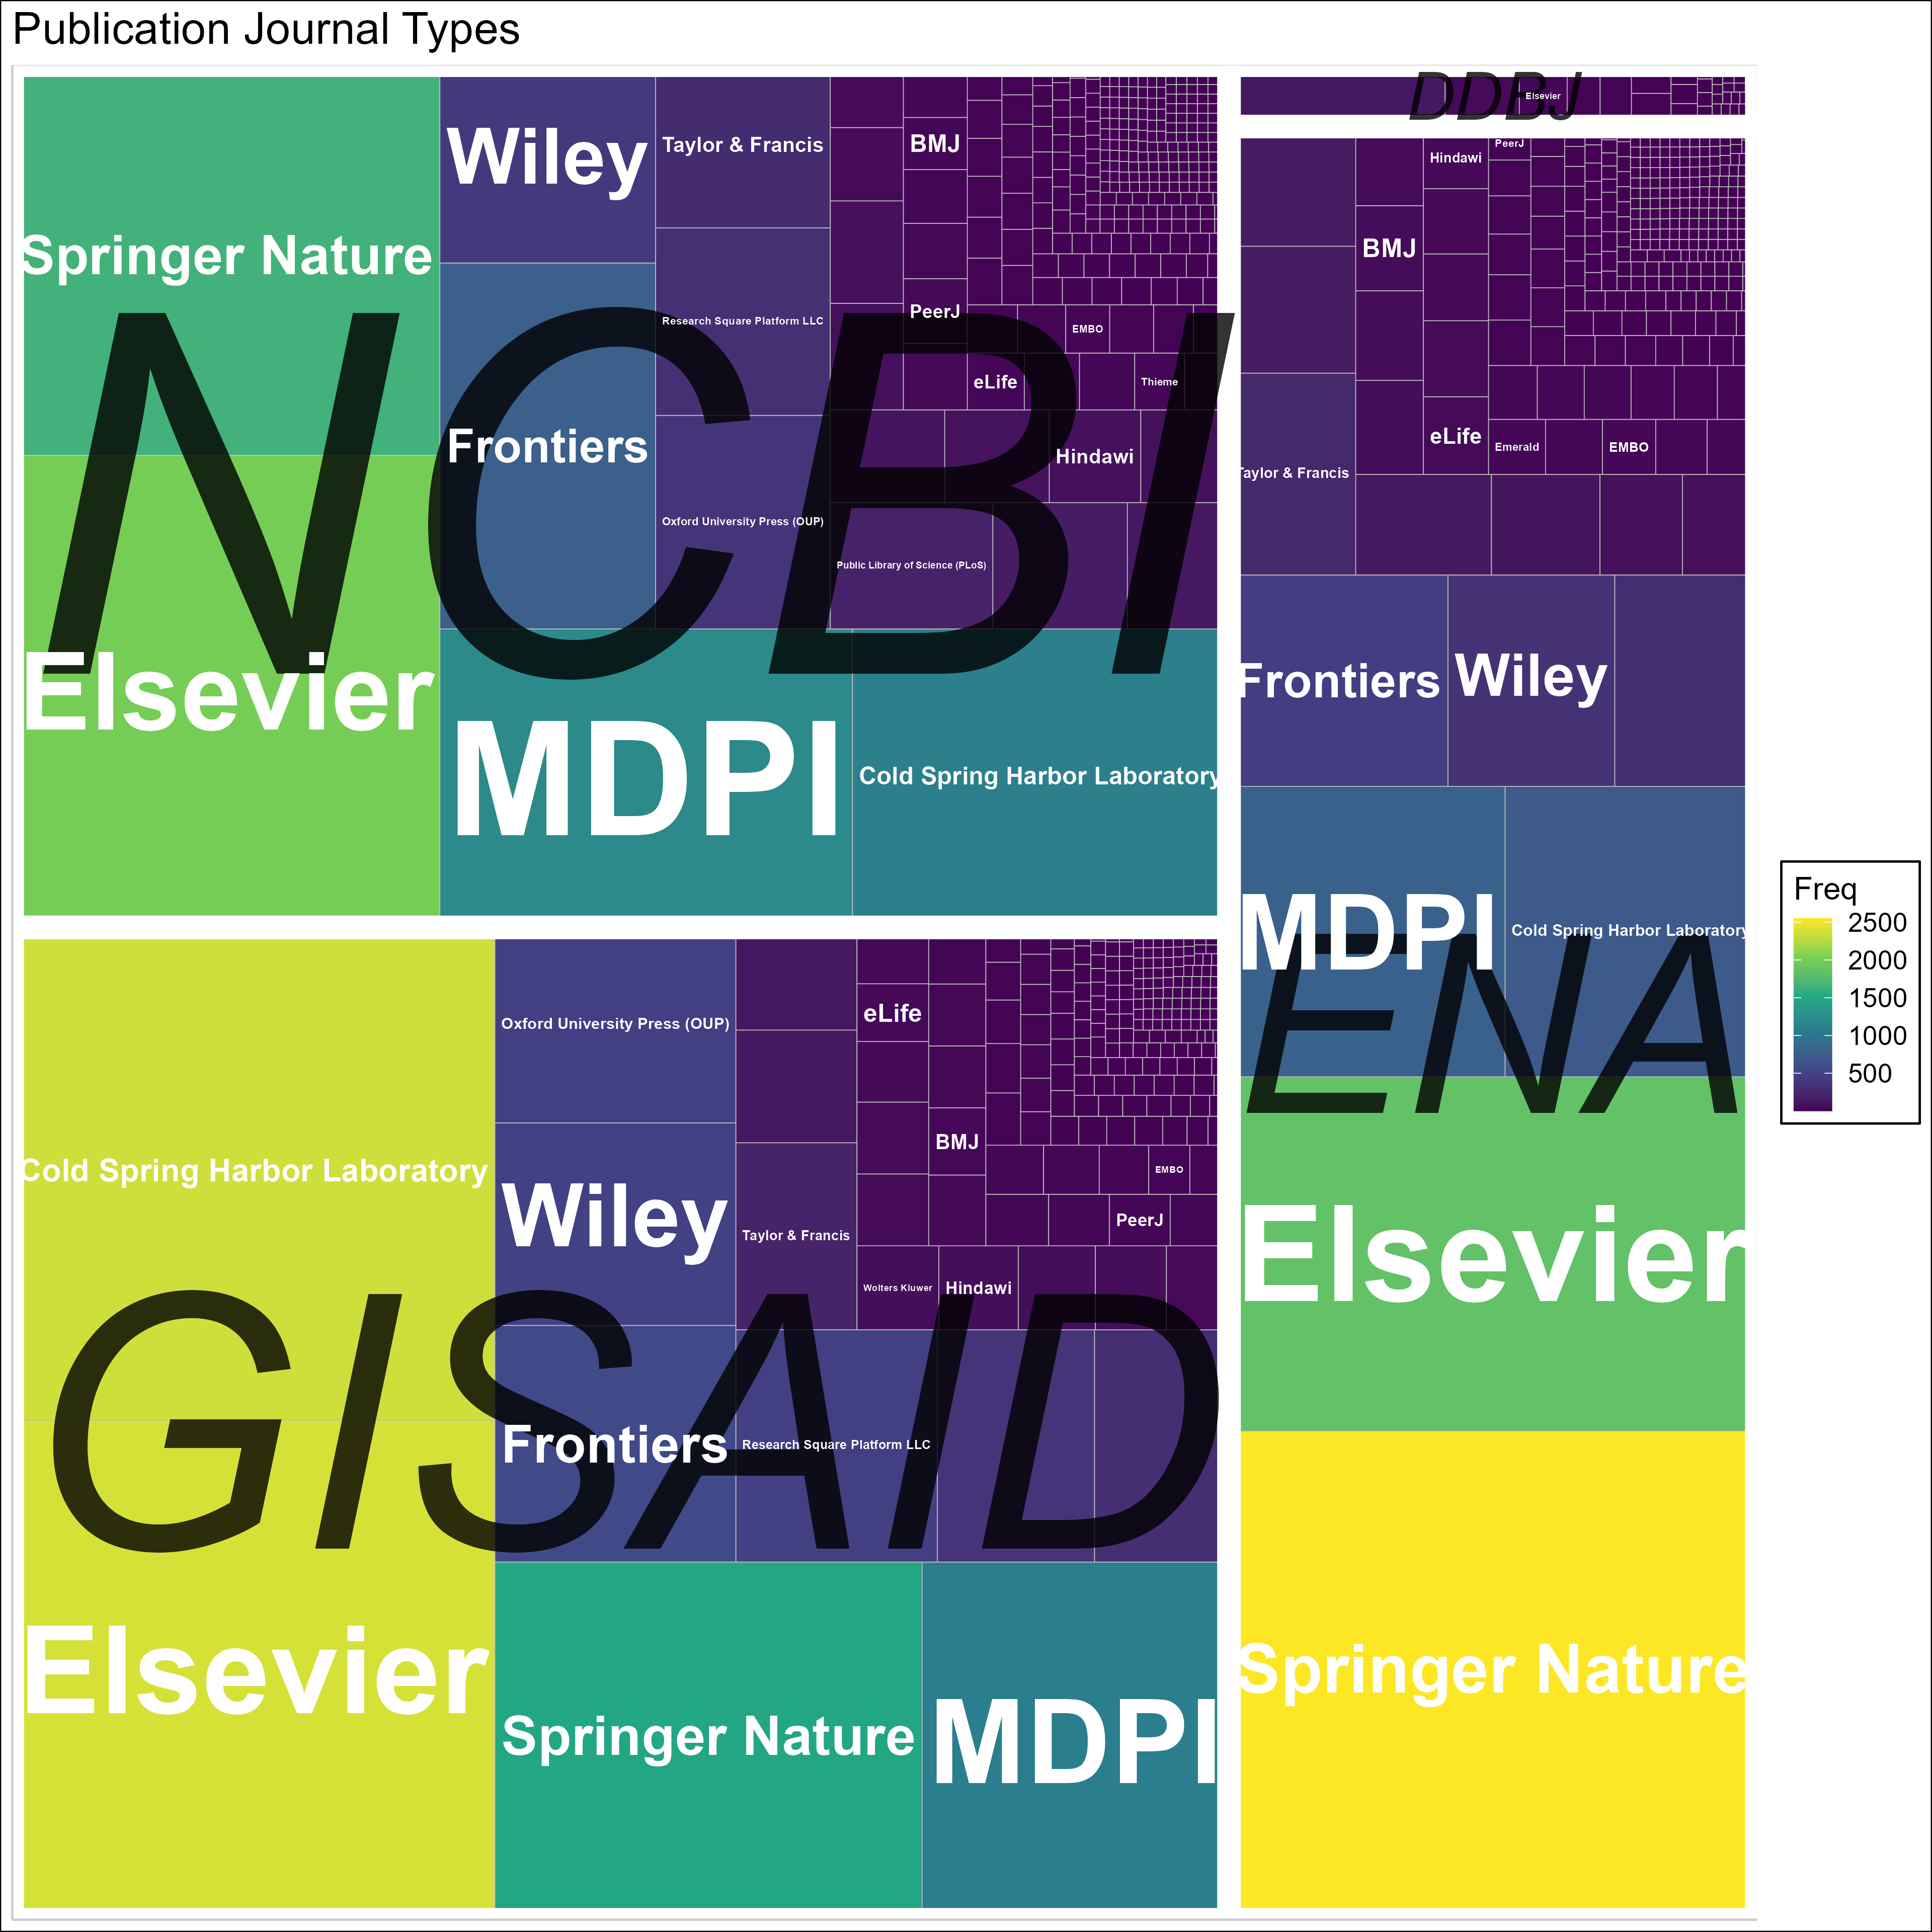 Publication Journal Types
Springer Nature
Elsevier
Wiley
Frontiers
Taylor & Francis
Research Square Platform LLC
Oxford University Press (OUP)
BMJ
PeerJ
EMBO
eLife
Thieme
Hindawi
Public Library of Science (PLoS)
MDPI
Cold Spring Harbor Laboratory
NCBI
DDBJ
Elsevier
PeerJ
Hindawi
BMJ
eLife
Emerald
EMBO
Taylor & Francis
Frontiers
Wiley
MDPI
Cold Spring Harbor Laboratory
ENA
Elsevier
Springer Nature
Cold Spring Harbor Laboratory
Elsevier
Oxford University Press (OUP)
Wiley
Frontiers
eLife
BMJ
EMBO
PeerJ
Taylor & Francis
Wolters Kluwer
Hindawi
Research Square Platform LLC
GISAID
Springer Nature
MDPI
Freq
2500
2000
1500
1000
500